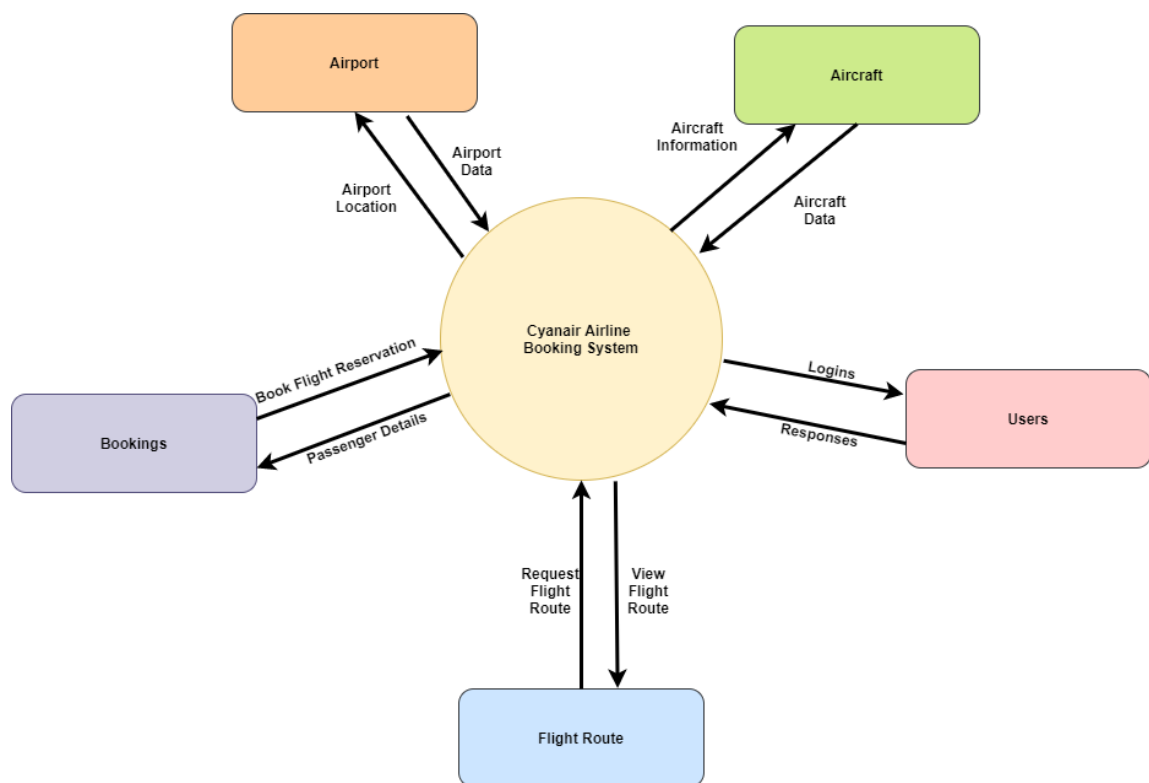 Airport
Aircraft
Aircraft
Information
Airport
Data
Airport
Location
Aircraft
Data
Cyanair Airline
Booking System
Book Flight Reservation
Logins
Users
Bookings
Passenger Details
Responses
Request
Flight
Route
View
Flight
Route
Flight Route